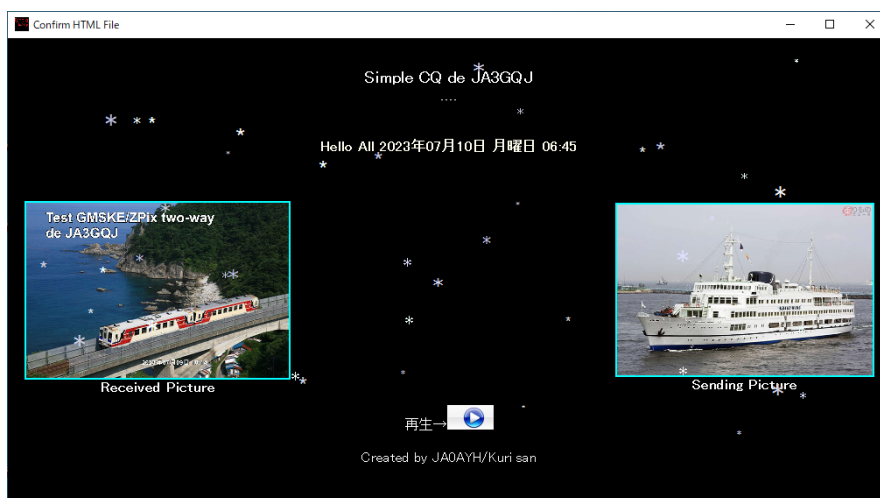 Confirm HTML File
Simple CQ de JA3GQJ
....
Hello All 2023年07月10日 月曜日 06:45
Test GMSKE/ZPix two-way
de JA3GQJ
Received Picture
Sending Picture
再生→
Created by JA0AYH/Kuri san